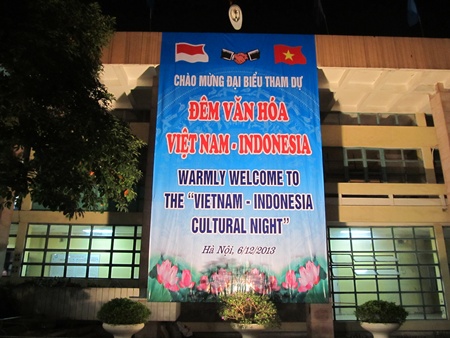 CHÀO MỪNG ĐẠI BIỂU THAM DỰ
ĐÊM VĂN HÓA
VIỆT NAM - INDONESIA
WARMLY WELCOME TO
THE "VIETNAM - INDONESIA
CULTURAL NIGHT"
Hà Nội, 6/12/2013